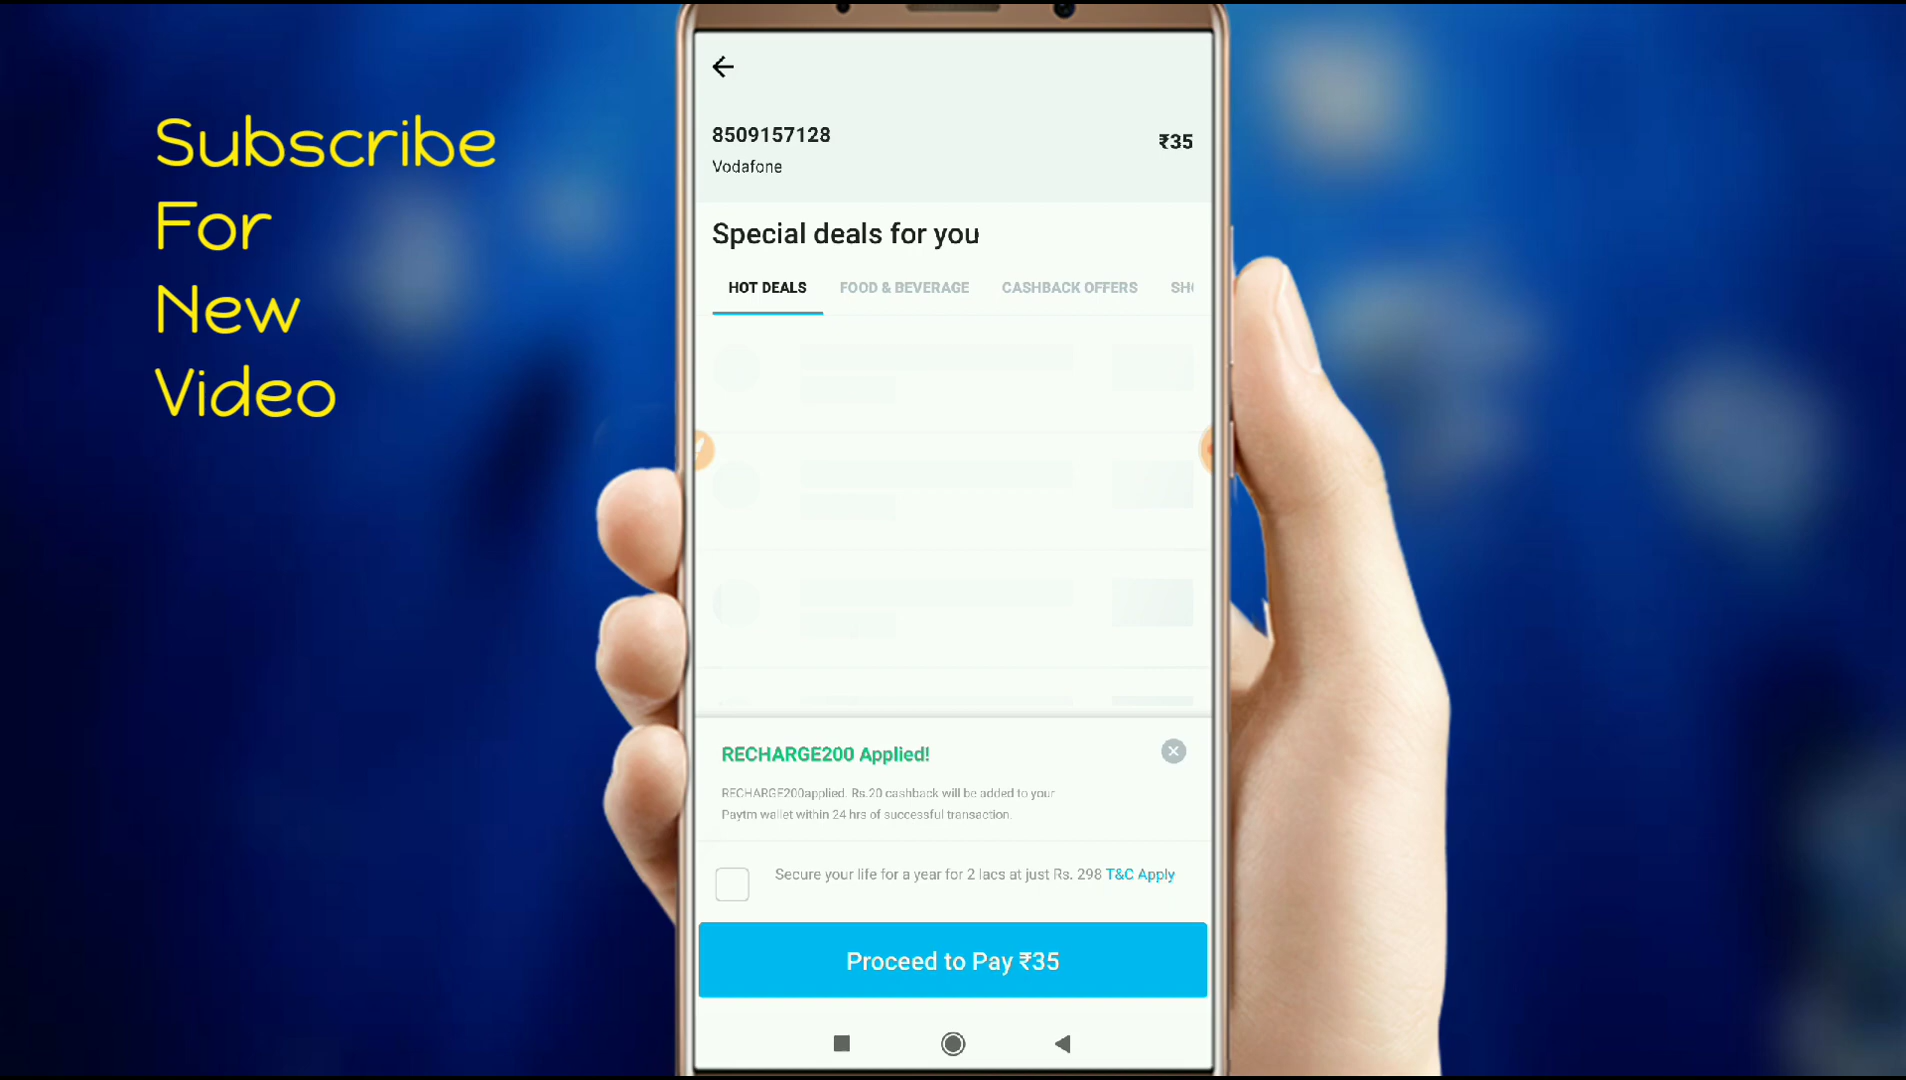 Subscribe
For
New
Video
8509157128
₹35
Vodafone
Special deals for you
HOT DEALS
FOOD & BEVERAGE
CASHBACK OFFERS
RECHARGE200 Applied!
RECHARGE200applied. Rs.20 cashback will be added to your
Paytm wallet within 24 hrs of successful transaction.
Secure your life for a year for 2 lacs at just Rs. 298 T&C Apply
Proceed to Pay ₹35